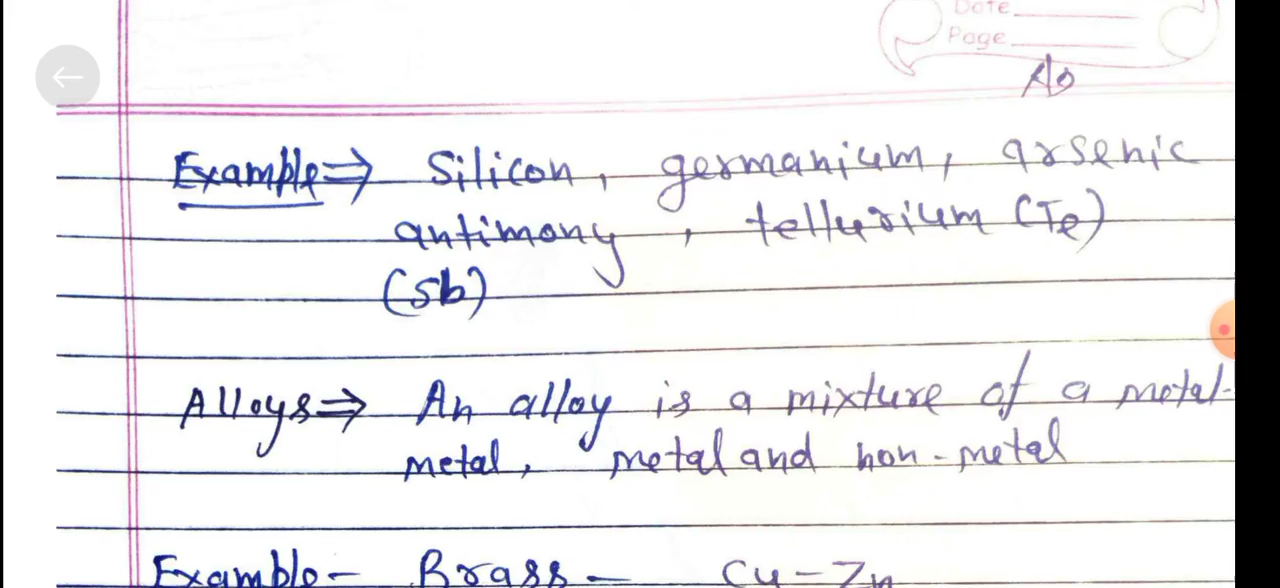 Date
Page
As
Example⇒ Silicon, germanium, arsenic
antimony, tellurium (Te)
(Sb)
Alloys⇒ An alloy is a mixture of a metal-
metal, metal and non-metal
Example- Brass - Cu-Zn